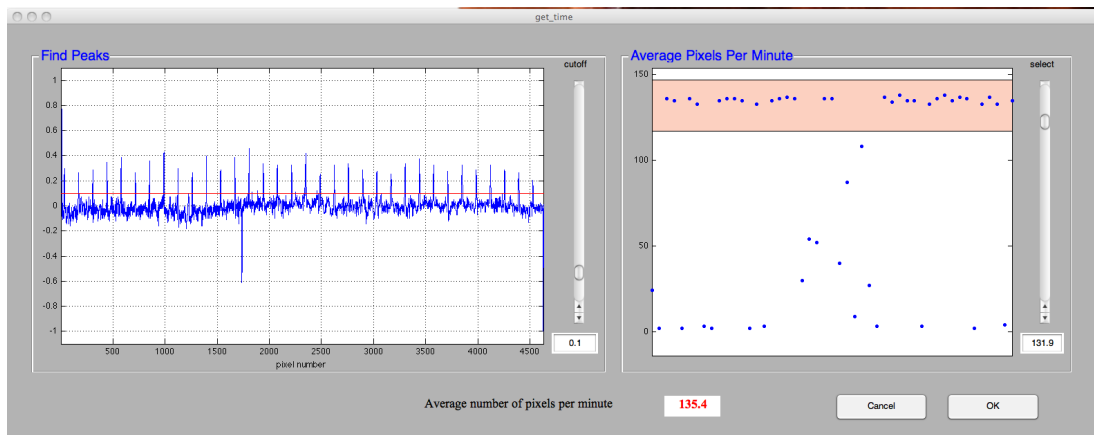 get_time
Find Peaks
cutoff
1
0.8
0.6
0.4
0.2
0
-0.2
-0.4
-0.6
-0.8
-1
500 1000 1500 2000 2500 3000 3500 4000 4500
pixel number
0.1
Average Pixels Per Minute
select
150
100
50
0
131.9
Average number of pixels per minute 135.4 Cancel OK